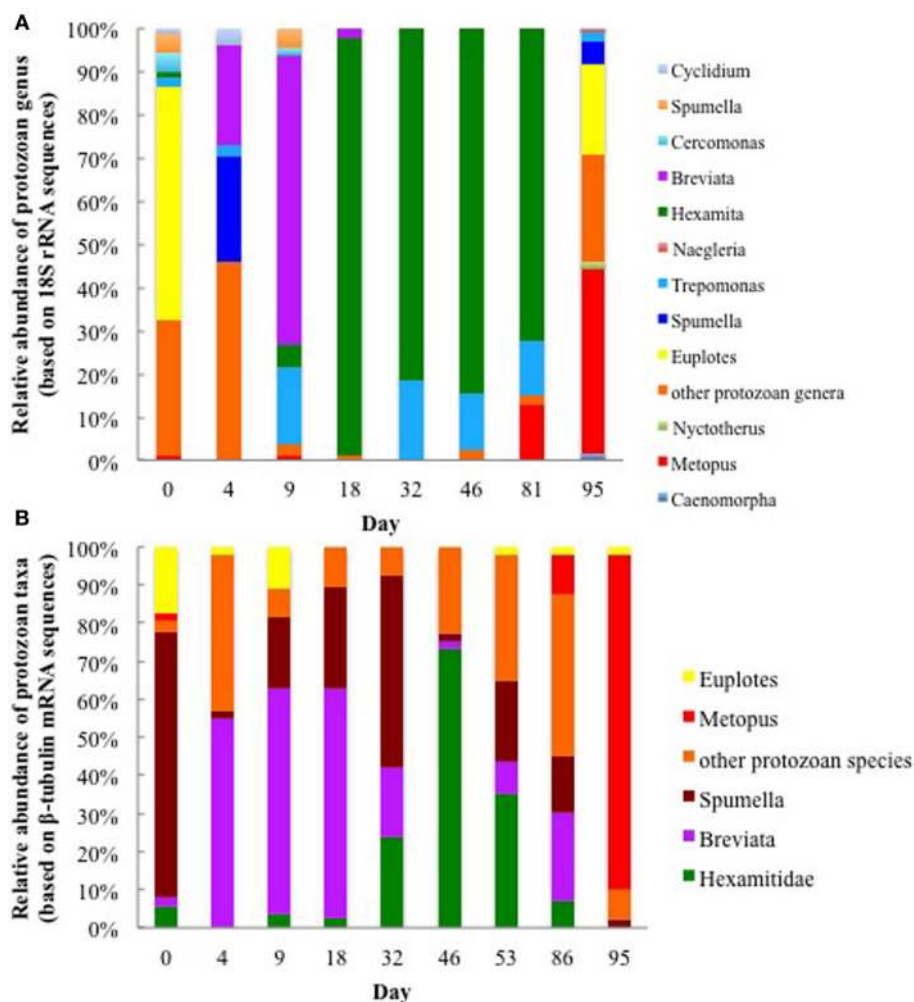 A
Relative abundance of protozoan genus
(based on 18S rRNA sequences)
100%
90%
80%
70%
60%
50%
40%
30%
20%
10%
0%
0 4 9 18 32 46 81 95
Day
Cyclidium
Spumella
Cercomonas
Breviata
Hexamita
Naegleria
Trepomonas
Spumella
Euplotes
other protozoan genera
Nyctotherus
Metopus
Caenomorpha
B
Relative abundance of protozoan taxa
(based on β-tubulin mRNA sequences)
100%
90%
80%
70%
60%
50%
40%
30%
20%
10%
0%
0 4 9 18 32 46 53 86 95
Day
Euplotes
Metopus
other protozoan species
Spumella
Breviata
Hexamitidae